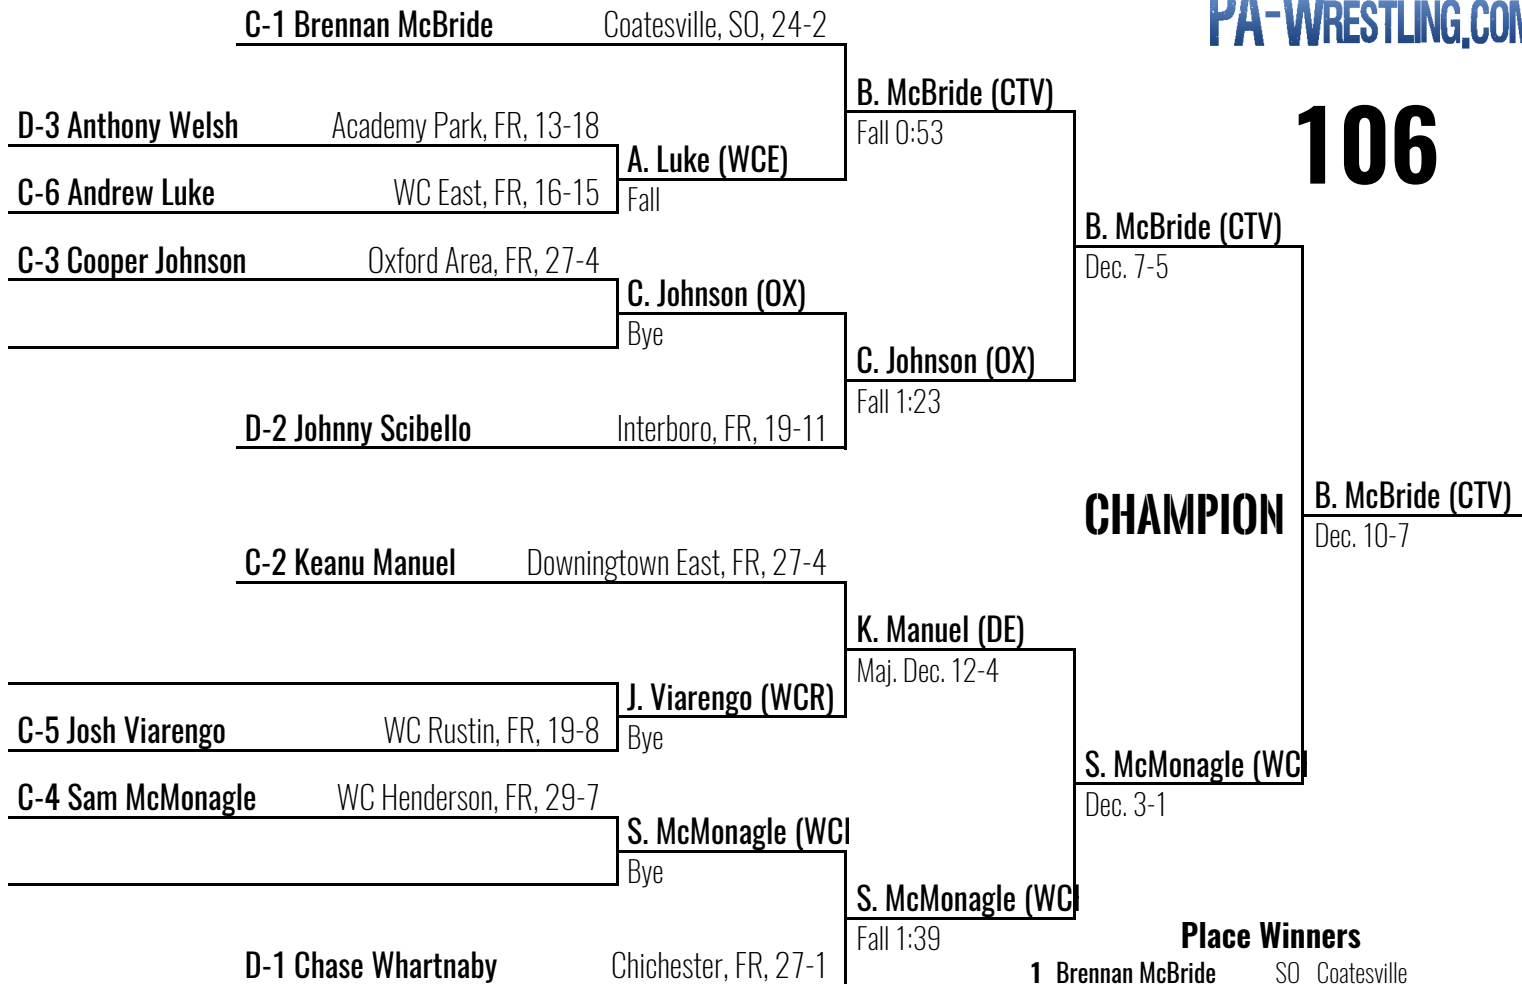 PA-WRESTLING.COM
C-1 Brennan McBride Coatesville, SO, 24-2
B. McBride (CTV)
Fall 0:53
106
D-3 Anthony Welsh Academy Park, FR, 13-18
A. Luke (WCE)
Fall
C-6 Andrew Luke WC East, FR, 16-15
B. McBride (CTV)
Dec. 7-5
C-3 Cooper Johnson Oxford Area, FR, 27-4
C. Johnson (OX)
Bye
C. Johnson (OX)
Fall 1:23
D-2 Johnny Scibello Interboro, FR, 19-11
CHAMPION
B. McBride (CTV)
Dec. 10-7
C-2 Keanu Manuel Downingtown East, FR, 27-4
K. Manuel (DE)
Maj. Dec. 12-4
J. Viarengo (WCR)
Bye
C-5 Josh Viarengo WC Rustin, FR, 19-8
S. McMonagle (WC
Dec. 3-1
C-4 Sam McMonagle WC Henderson, FR, 29-7
S. McMonagle (WC
Bye
S. McMonagle (WC
Fall 1:39
D-1 Chase Whartnaby Chichester, FR, 27-1
Place Winners
1 Brennan McBride SO Coatesville